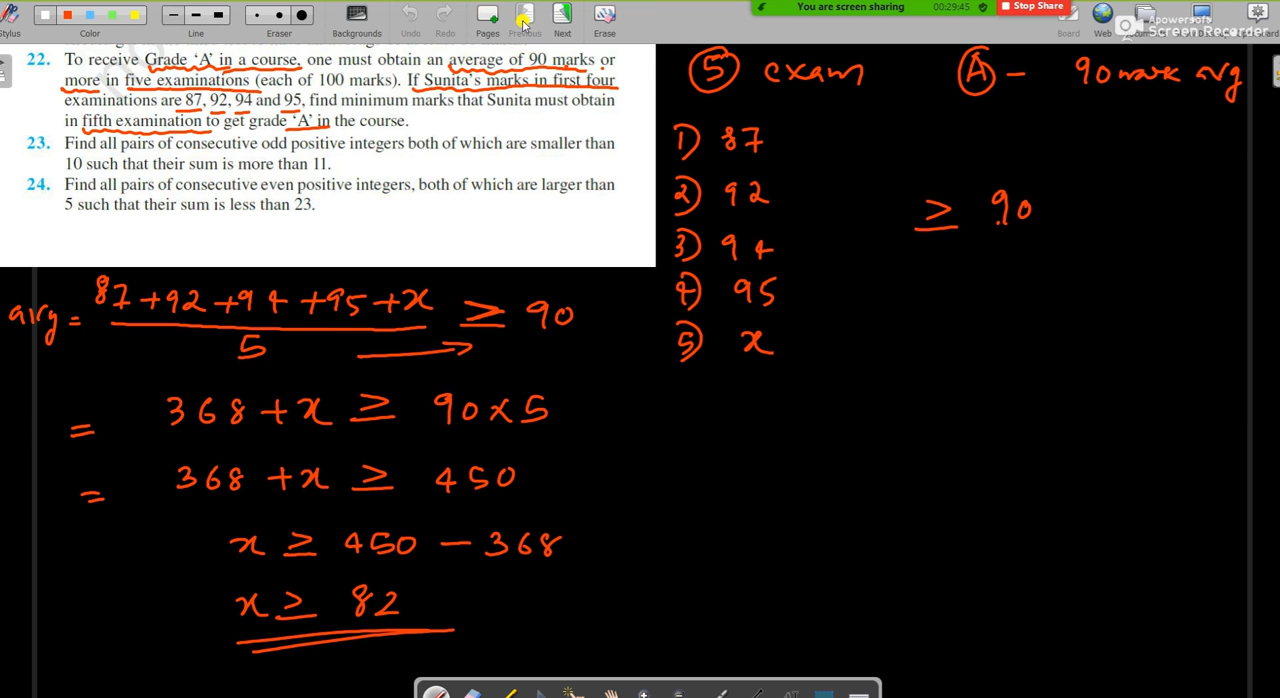 You are screen sharing
Stop Share
Stylus
Color
Line
Eraser
Backgrounds
Undo
Redo
Pages
Previous
Next
Erase
Board
Web
Apowersoft
Screen Recorder
22. To receive Grade ‘A’ in a course, one must obtain an average of 90 marks or
more in five examinations (each of 100 marks). If Sunita’s marks in first four
examinations are 87, 92, 94 and 95, find minimum marks that Sunita must obtain
in fifth examination to get grade ‘A’ in the course.
23. Find all pairs of consecutive odd positive integers both of which are smaller than
10 such that their sum is more than 11.
24. Find all pairs of consecutive even positive integers, both of which are larger than
5 such that their sum is less than 23.
5 exam A - 90 mark avg
1) 87
2) 92
3) 94
4) 95
5) x
≥ 90
avg = 87+92+94+95+x / 5 ≥ 90
= 368 + x ≥ 90 x 5
= 368 + x ≥ 450
x ≥ 450 - 368
x ≥ 82